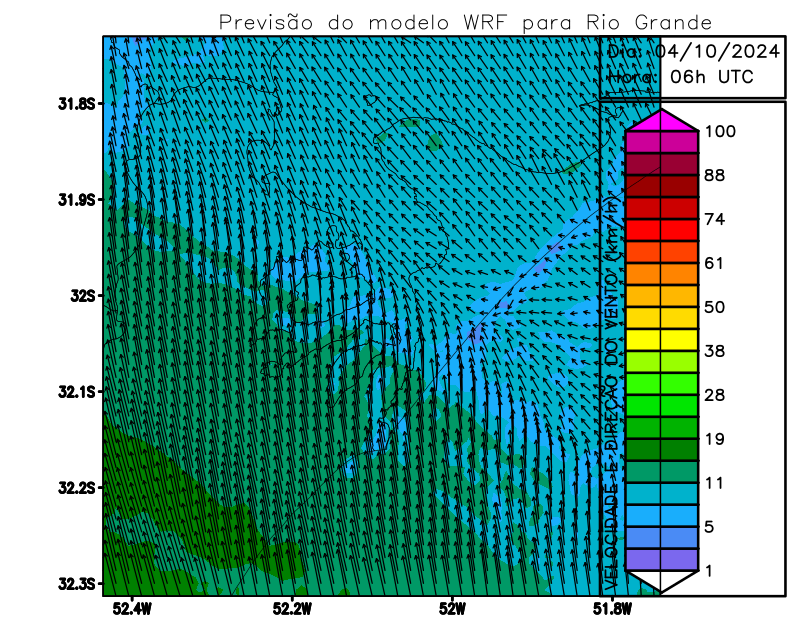 Previsão do modelo WRF para Rio Grande
Dia: 04/10/2024
Hora: 06h UTC
31.8S
31.9S
32S
32.1S
32.2S
32.3S
52.4W
52.2W
52W
51.8W
VELOCIDADE E DIREÇÃO DO VENTO (km/h)
100
88
74
61
50
38
28
19
11
5
1